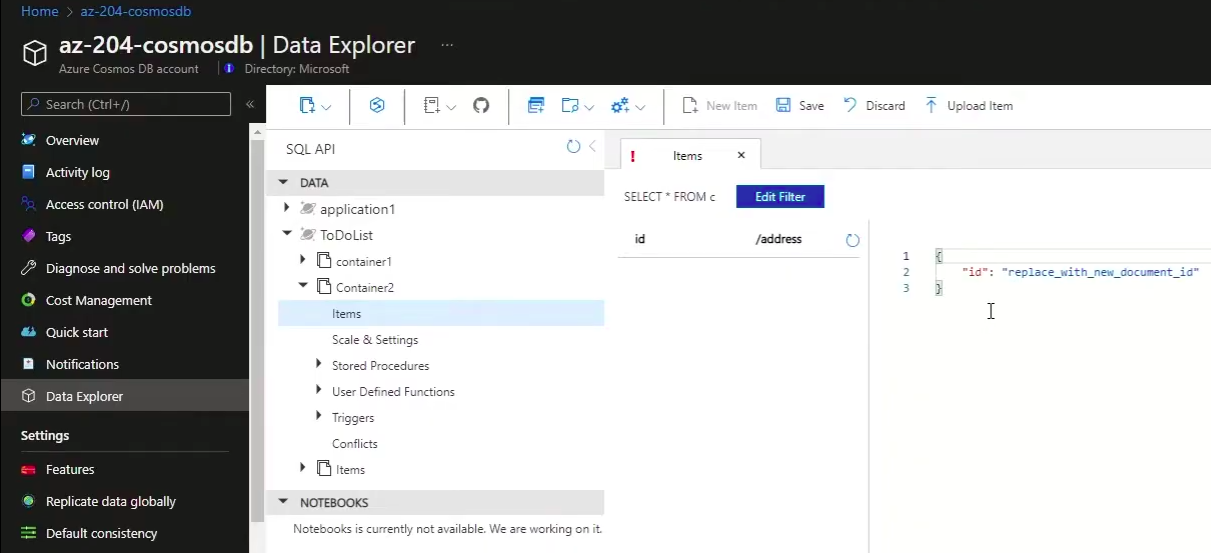 Home > az-204-cosmosdb
az-204-cosmosdb | Data Explorer ...
Azure Cosmos DB account Directory: Microsoft
Search (Ctrl+/)
Overview
Activity log
Access control (IAM)
Tags
Diagnose and solve problems
Cost Management
Quick start
Notifications
Data Explorer
Settings
Features
Replicate data globally
Default consistency
New Item Save Discard Upload Item
SQL API
DATA
application1
ToDoList
container1
Container2
Items
Scale & Settings
Stored Procedures
User Defined Functions
Triggers
Conflicts
Items
NOTEBOOKS
Notebooks is currently not available. We are working on it.
! Items ×
SELECT * FROM c Edit Filter
id /address
1 {
2 "id": "replace_with_new_document_id"
3 }